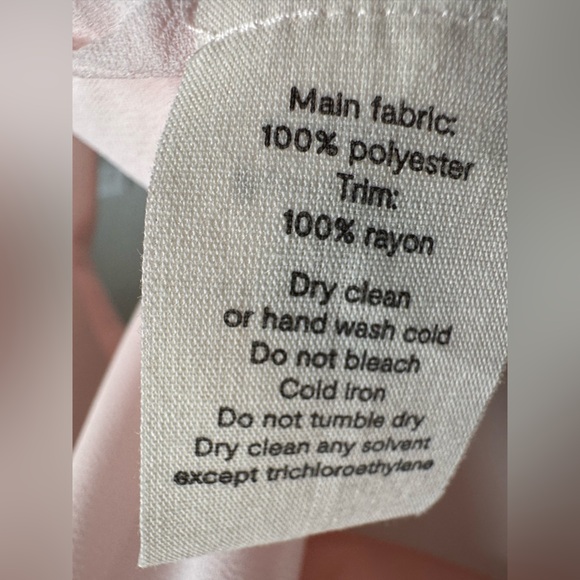 Main fabric:
100% polyester
Trim:
100% rayon
Dry clean
or hand wash cold
Do not bleach
Cold iron
Do not tumble dry
Dry clean any solvent
except trichloroethylene